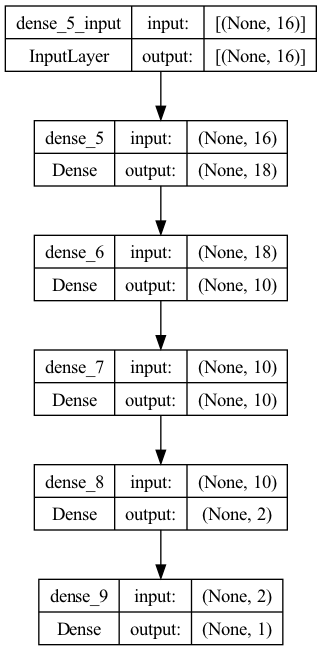 dense_5_input input: [(None, 16)]
InputLayer output: [(None, 16)]
dense_5 input: (None, 16)
Dense output: (None, 18)
dense_6 input: (None, 18)
Dense output: (None, 10)
dense_7 input: (None, 10)
Dense output: (None, 10)
dense_8 input: (None, 10)
Dense output: (None, 2)
dense_9 input: (None, 2)
Dense output: (None, 1)